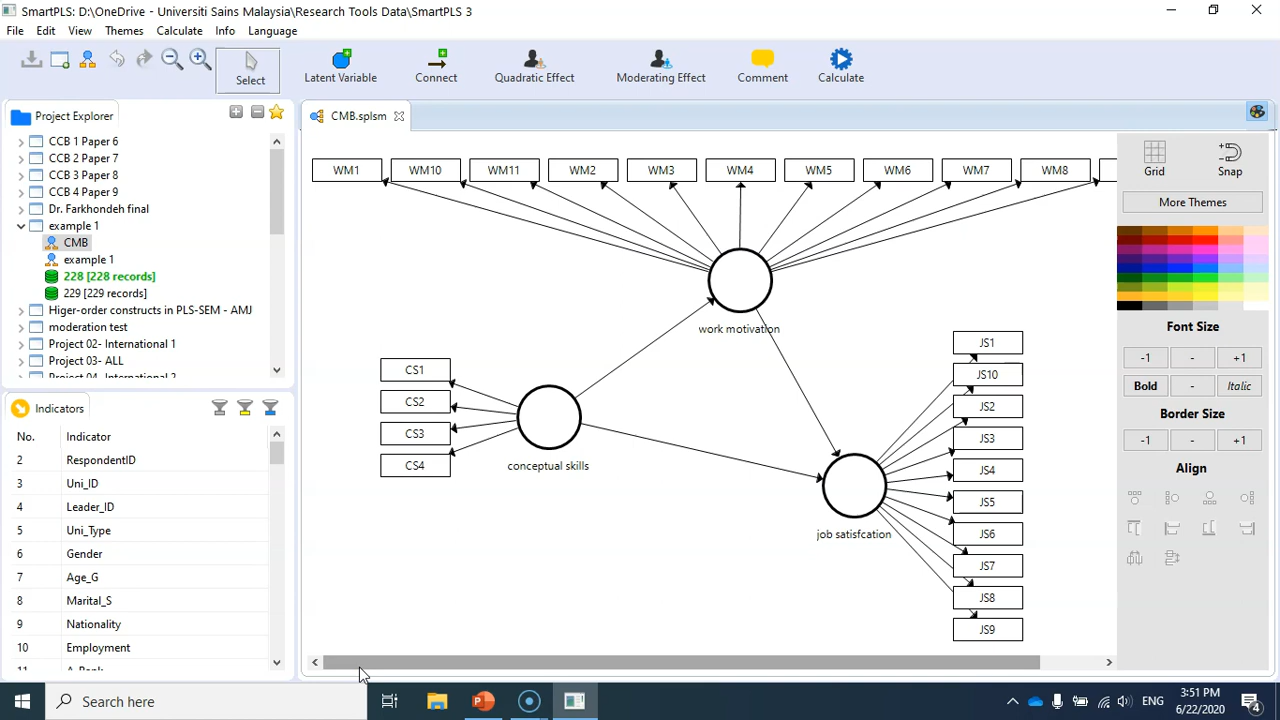 SmartPLS: D:\OneDrive - Universiti Sains Malaysia\Research Tools Data\SmartPLS 3
File Edit View Themes Calculate Info Language
Select
Latent Variable
Connect
Quadratic Effect
Moderating Effect
Comment
Calculate
Project Explorer
CCB 1 Paper 6
CCB 2 Paper 7
CCB 3 Paper 8
CCB 4 Paper 9
Dr. Farkhondeh final
example 1
CMB
example 1
228 [228 records]
229 [229 records]
Higer-order constructs in PLS-SEM - AMJ
moderation test
Project 02- International 1
Project 03- ALL
Project 04- International 2
Indicators
No. Indicator
2 RespondentID
3 Uni_ID
4 Leader_ID
5 Uni_Type
6 Gender
7 Age_G
8 Marital_S
9 Nationality
10 Employment
11 A_Rank
CMB.splsm
WM1 WM10 WM11 WM2 WM3 WM4 WM5 WM6 WM7 WM8
work motivation
CS1
CS2
CS3
CS4
conceptual skills
JS1
JS10
JS2
JS3
JS4
JS5
JS6
JS7
JS8
JS9
job satisfcation
Grid Snap
More Themes
Font Size
-1 - +1
Bold - Italic
Border Size
-1 - +1
Align
Search here
ENG
3:51 PM
6/22/2020
4